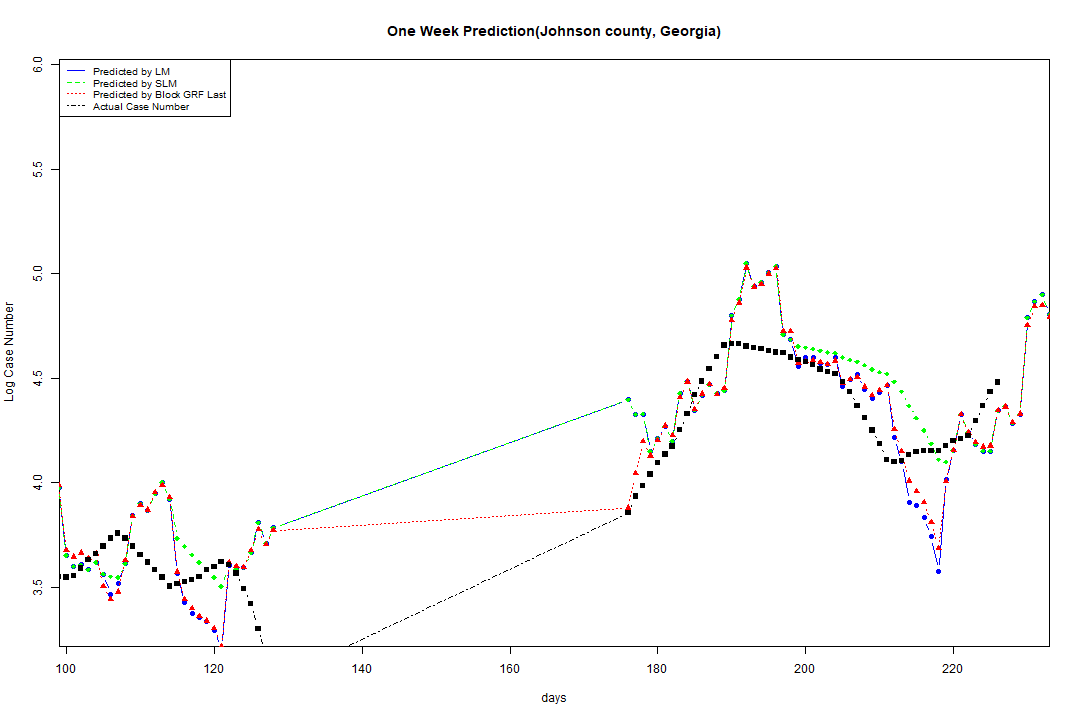 One Week Prediction(Johnson county, Georgia)
Predicted by LM
Predicted by SLM
Predicted by Block GRF Last
Actual Case Number
Log Case Number
6.0
5.5
5.0
4.5
4.0
3.5
100 120 140 160 180 200 220
days